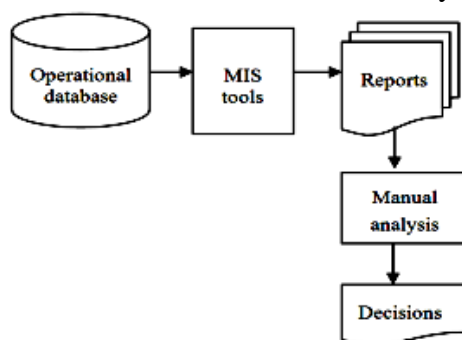 Operational
database
MIS
tools
Reports
Manual
analysis
Decisions